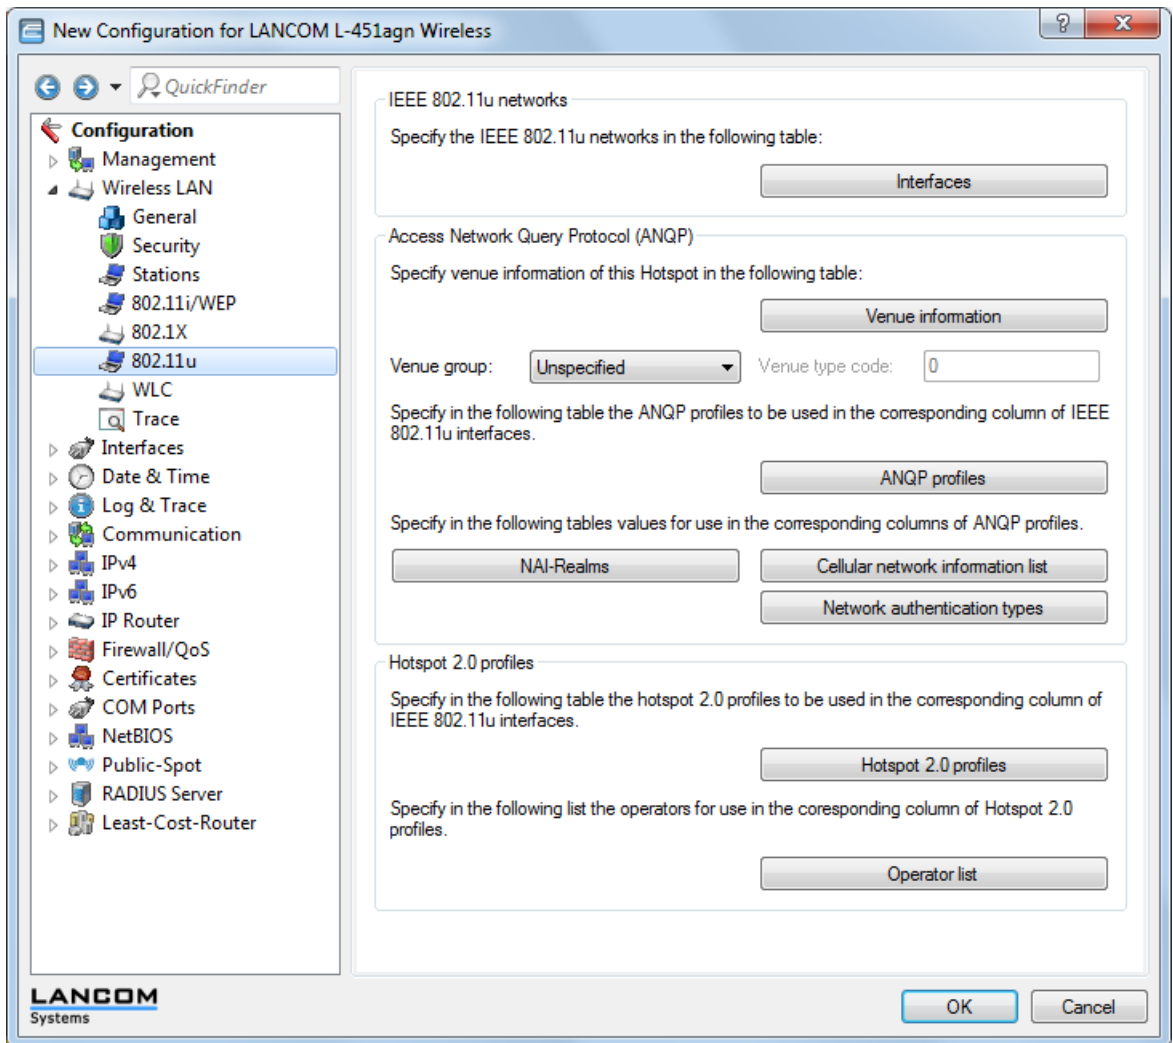 New Configuration for LANCOM L-451agn Wireless
QuickFinder
Configuration
Management
Wireless LAN
General
Security
Stations
802.11i/WEP
802.1X
802.11u
WLC
Trace
Interfaces
Date & Time
Log & Trace
Communication
IPv4
IPv6
IP Router
Firewall/QoS
Certificates
COM Ports
NetBIOS
Public-Spot
RADIUS Server
Least-Cost-Router
IEEE 802.11u networks
Specify the IEEE 802.11u networks in the following table:
Interfaces
Access Network Query Protocol (ANQP)
Specify venue information of this Hotspot in the following table:
Venue information
Venue group: Unspecified Venue type code: 0
Specify in the following table the ANQP profiles to be used in the corresponding column of IEEE
802.11u interfaces.
ANQP profiles
Specify in the following tables values for use in the corresponding columns of ANQP profiles.
NAI-Realms Cellular network information list
Network authentication types
Hotspot 2.0 profiles
Specify in the following table the hotspot 2.0 profiles to be used in the corresponding column of
IEEE 802.11u interfaces.
Hotspot 2.0 profiles
Specify in the following list the operators for use in the coresponding column of Hotspot 2.0
profiles.
Operator list
LANCOM
Systems
OK Cancel